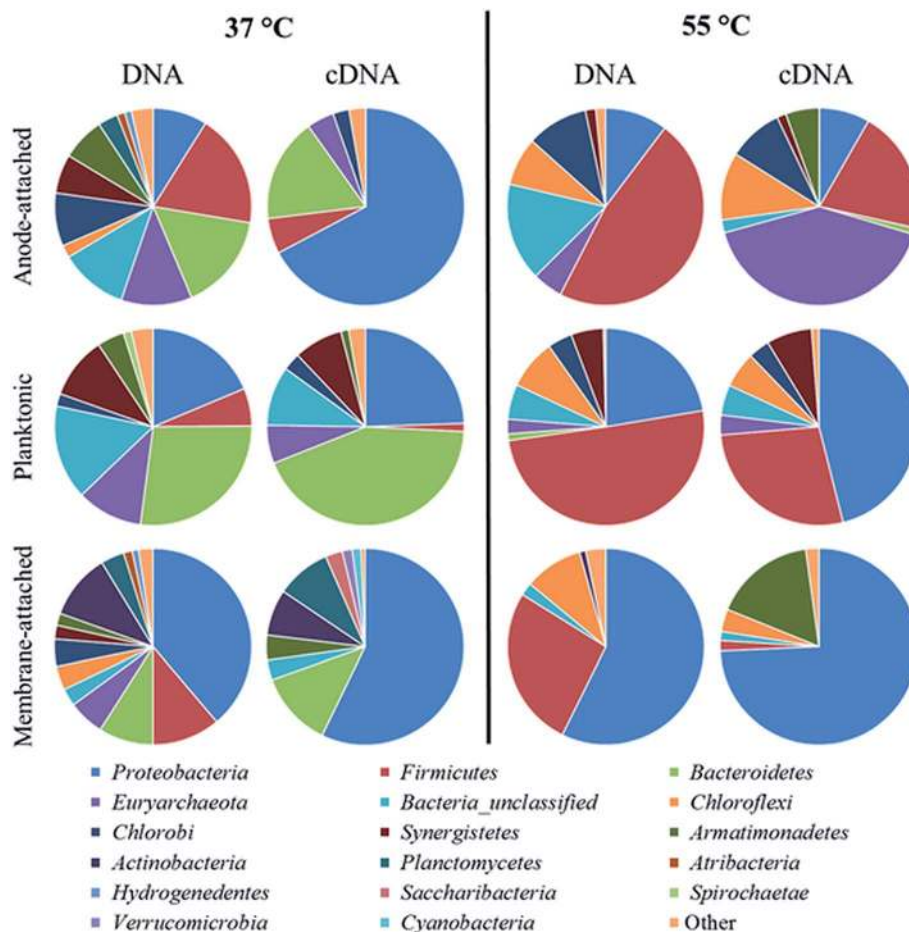 37 °C 55 °C
DNA cDNA DNA cDNA
Anode-attached
Planktonic
Membrane-attached
Proteobacteria Firmicutes Bacteroidetes
Euryarchaeota Bacteria_unclassified Chloroflexi
Chlorobi Synergistetes Armatimonadetes
Actinobacteria Planctomycetes Atribacteria
Hydrogenedentes Saccharibacteria Spirochaetae
Verrucomicrobia Cyanobacteria Other